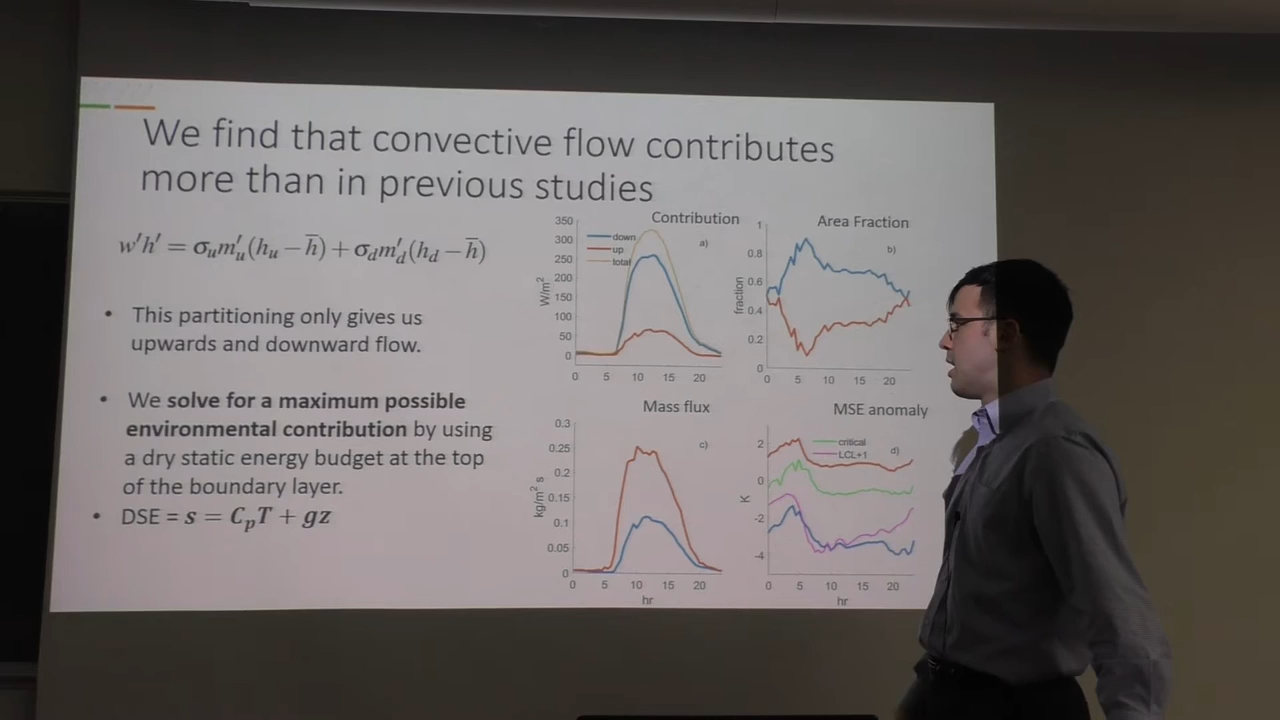 We find that convective flow contributes
more than in previous studies
w'h' = σ_u m'_u(h_u − h̅) + σ_d m'_d(h_d − h̅)
• This partitioning only gives us
upwards and downward flow.
• We solve for a maximum possible
environmental contribution by using
a dry static energy budget at the top
of the boundary layer.
• DSE = s = C_pT + gz
Contribution
a)
350
300
250
200
150
100
50
0
W/m²
down
up
total
0 5 10 15 20
Area Fraction
b)
1
0.8
0.6
0.4
0.2
0
fraction
0 5 10 15 20
Mass flux
c)
0.3
0.25
0.2
0.15
0.1
0.05
0
kg/m² s
0 5 10 15 20
hr
MSE anomaly
d)
2
0
-2
-4
K
critical
LCL+1
0 5 10 15 20
hr